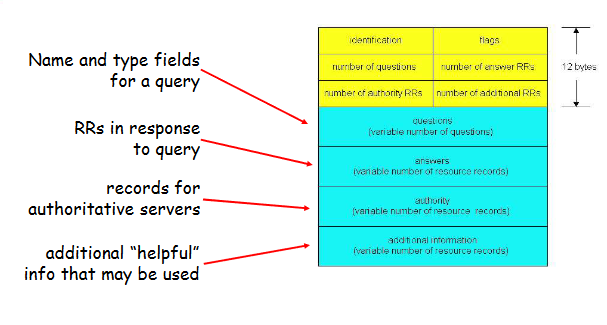 Name and type fields
for a query
RRs in response
to query
records for
authoritative servers
additional “helpful”
info that may be used
identification
flags
number of questions
number of answer RRs
number of authority RRs
number of additional RRs
12 bytes
questions
(variable number of questions)
answers
(variable number of resource records)
authority
(variable number of resource records)
additional information
(variable number of resource records)